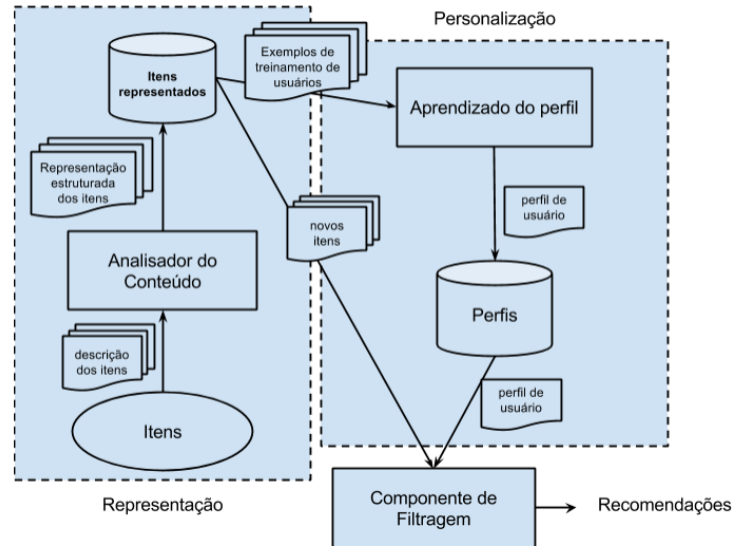 Personalização
Itens
representados
Exemplos de
treinamento de
usuários
Aprendizado do perfil
Representação
estruturada
dos itens
perfil de
usuário
novos
itens
Analisador do
Conteúdo
Perfis
descrição
dos itens
perfil de
usuário
Itens
Representação
Componente de
Filtragem
Recomendações